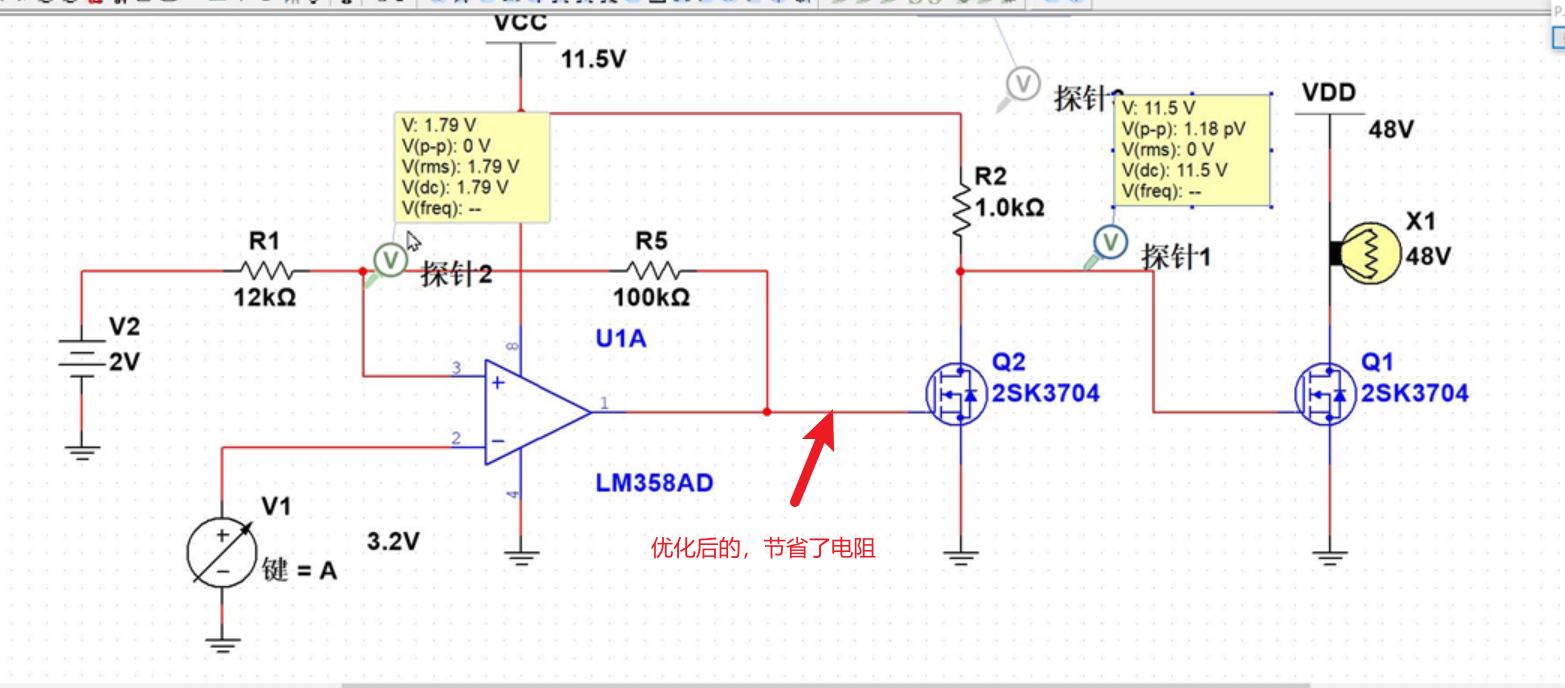 VCC
11.5V
V: 1.79 V
V(p-p): 0 V
V(rms): 1.79 V
V(dc): 1.79 V
V(freq): --
V
探针
V: 11.5 V
V(p-p): 1.18 pV
V(rms): 0 V
V(dc): 11.5 V
V(freq): --
VDD
48V
R2
1.0kΩ
R1
12kΩ
V
探针2
R5
100kΩ
V
探针1
X1
48V
V2
2V
U1A
8
3
1
2
4
LM358AD
Q2
2SK3704
Q1
2SK3704
V1
3.2V
键 = A
优化后的，节省了电阻